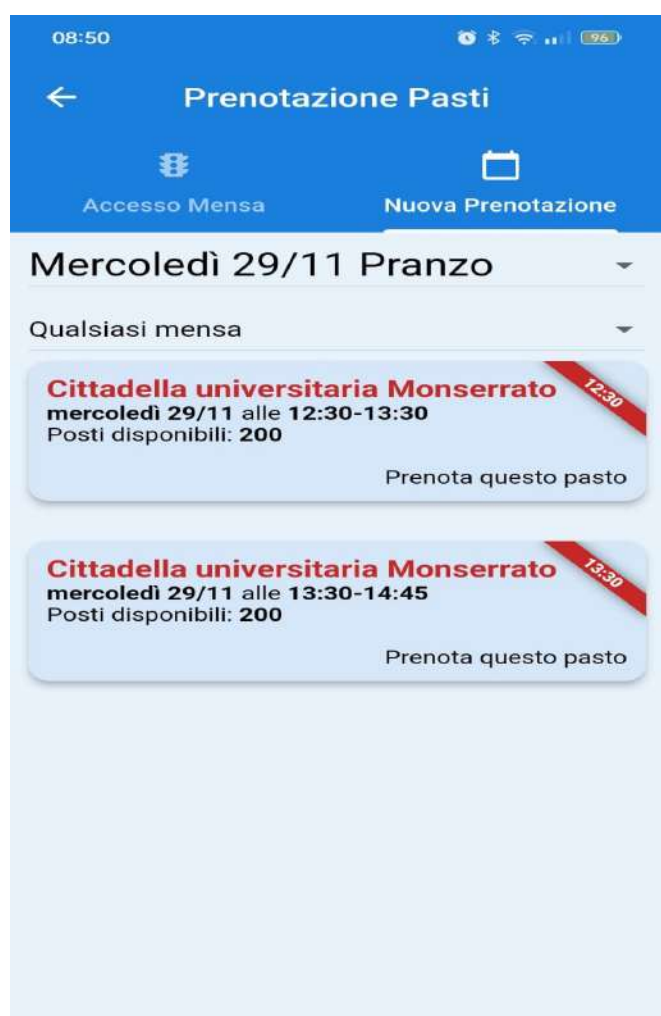 08:50
96
Prenotazione Pasti
Accesso Mensa
Nuova Prenotazione
Mercoledì 29/11 Pranzo
Qualsiasi mensa
Cittadella universitaria Monserrato
12:30
mercoledì 29/11 alle 12:30-13:30
Posti disponibili: 200
Prenota questo pasto
Cittadella universitaria Monserrato
13:30
mercoledì 29/11 alle 13:30-14:45
Posti disponibili: 200
Prenota questo pasto